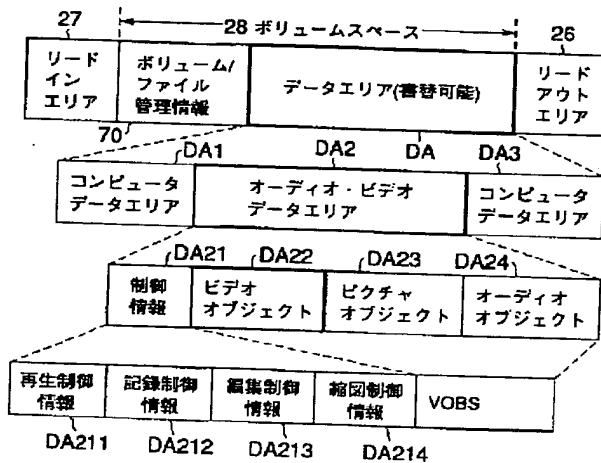 27
28 ボリュームスペース
26
リード
イン
エリア
ボリューム/
ファイル
管理情報
データエリア(書替可能)
リード
アウト
エリア
70
DA1
DA2
DA
DA3
コンピュータ
データエリア
オーディオ・ビデオ
データエリア
コンピュータ
データエリア
DA21
DA22
DA23
DA24
制御
情報
ビデオ
オブジェクト
ピクチャ
オブジェクト
オーディオ
オブジェクト
再生制御
情報
記録制御
情報
編集制御
情報
縮図制御
情報
VOBS
DA211
DA212
DA213
DA214